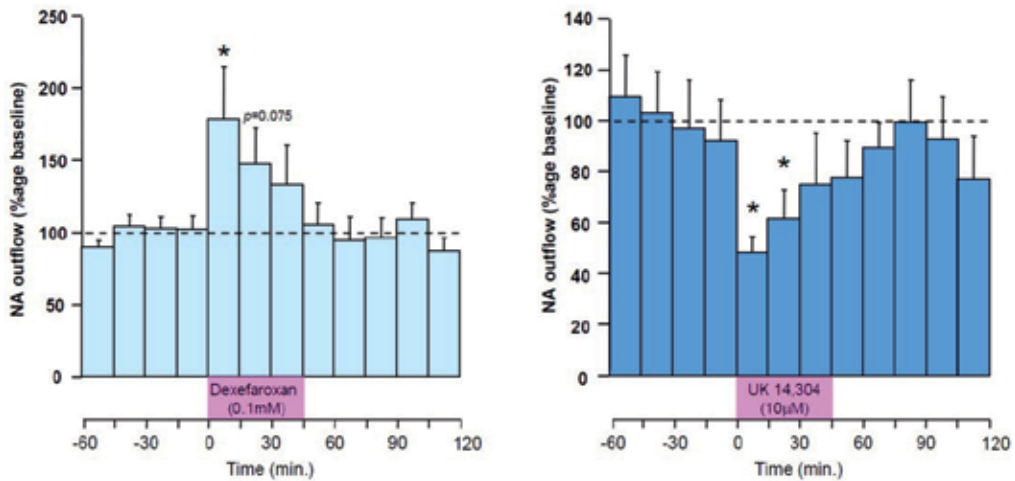 NA outflow (%age baseline)
250
200
150
100
50
0
*
p=0.075
Dexefaroxan
(0.1mM)
-60 -30 0 30 60 90 120
Time (min.)
NA outflow (%age baseline)
140
120
100
80
60
40
20
0
*
*
UK 14,304
(10µM)
-60 -30 0 30 60 90 120
Time (min.)